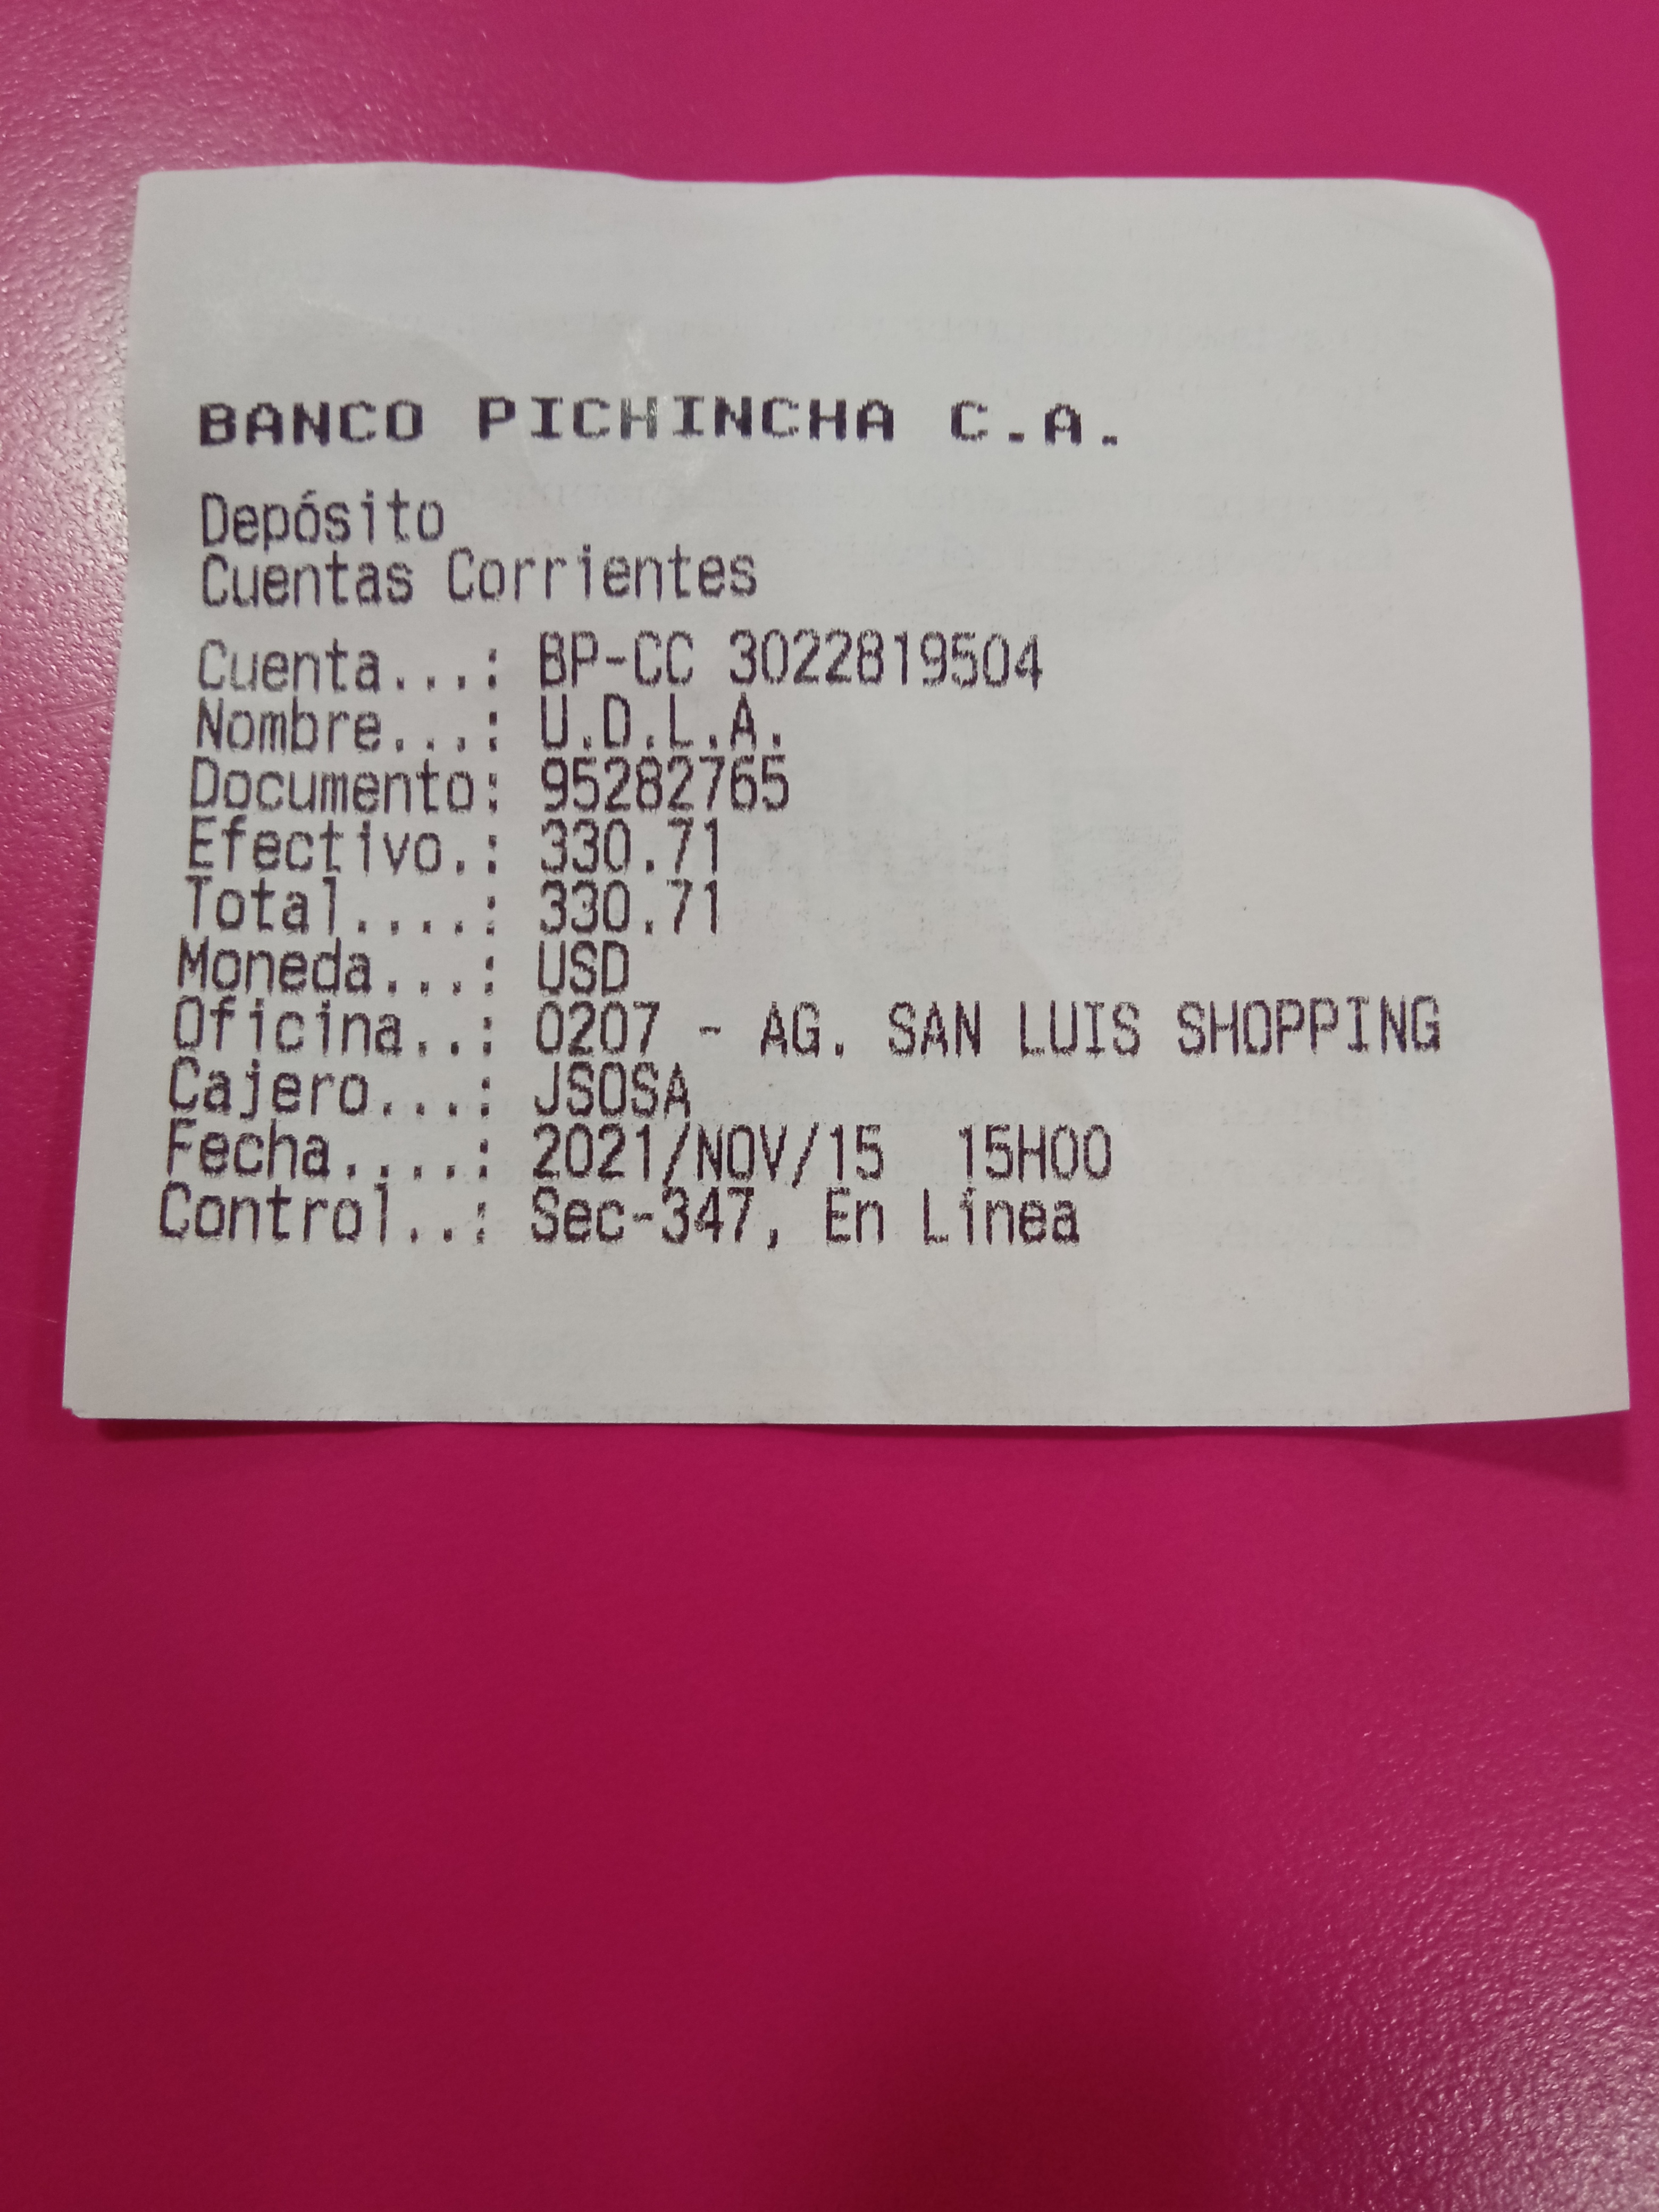 BANCO PICHINCHA C.A.
Depósito
Cuentas Corrientes
Cuenta...: BP-CC 3022819504
Nombre...: U.D.L.A.
Documento: 95282765
Efectivo.: 330.71
Total....: 330.71
Moneda...: USD
Oficina..: 0207 - AG. SAN LUIS SHOPPING
Cajero...: JSOSA
Fecha....: 2021/NOV/15 15H00
Control..: Sec-347, En Línea